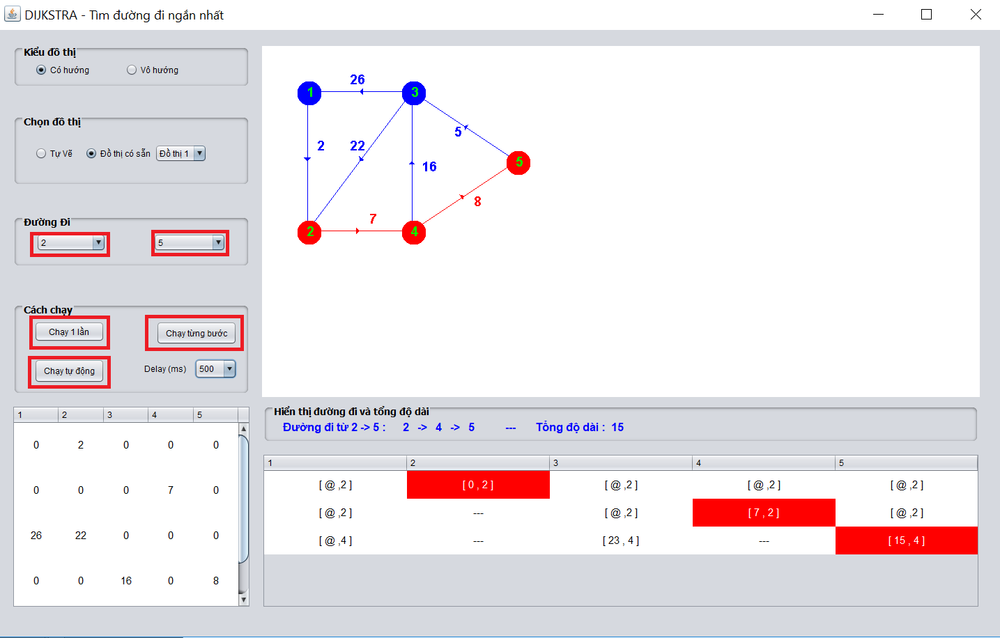 DIJKSTRA - Tìm đường đi ngắn nhất
Kiểu đồ thị
Có hướng Vô hướng
Chọn đồ thị
Tự Vẽ Đồ thị có sẵn Đồ thị 1
Đường Đi
2 5
Cách chạy
Chạy 1 lần Chạy từng bước
Chạy tự động Delay (ms) 500
1 2 3 4 5
0 2 0 0 0
0 0 0 7 0
26 22 0 0 0
0 0 16 0 8
26
1 3
5
2 22
5
16
8
7
2 4
Hiển thị đường đi và tổng độ dài
Đường đi từ 2 -> 5 : 2 -> 4 -> 5 --- Tổng độ dài : 15
1 2 3 4 5
[ @ ,2 ] [ 0 , 2 ] [ @ ,2 ] [ @ ,2 ] [ @ ,2 ]
[ @ ,2 ] --- [ @ ,2 ] [ 7 , 2 ] [ @ ,2 ]
[ @ ,4 ] --- [ 23 , 4 ] --- [ 15 , 4 ]